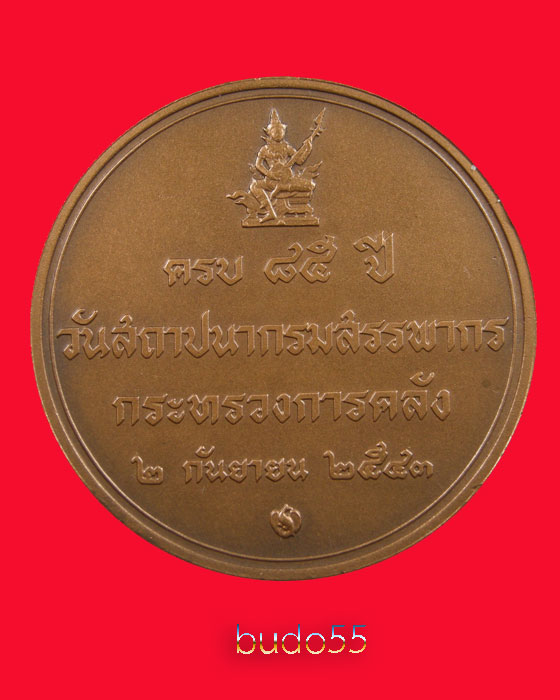 ครบ ๘๕ ปี
วันสถาปนากรมสรรพากร
กระทรวงการคลัง
๒ กันยายน ๒๕๔๓
budo55